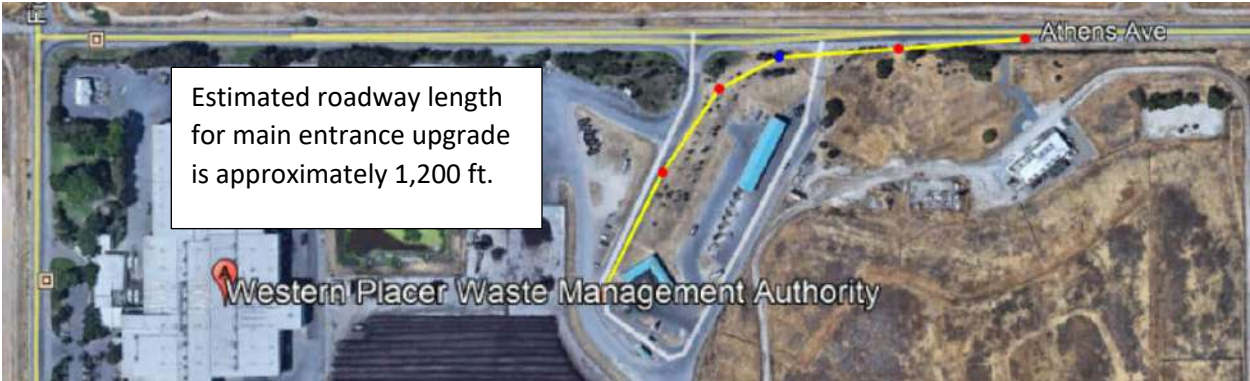 Athens Ave
Estimated roadway length
for main entrance upgrade
is approximately 1,200 ft.
A
Western Placer Waste Management Authority